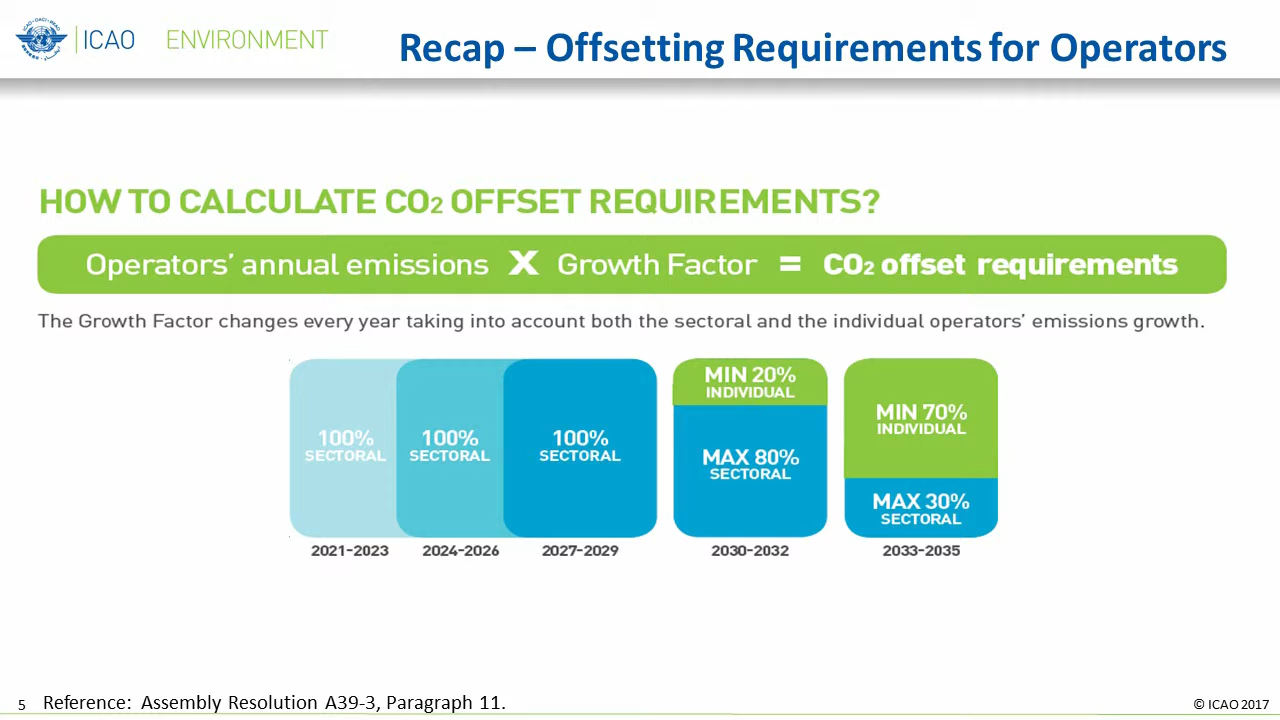 ICAO ENVIRONMENT
Recap – Offsetting Requirements for Operators
HOW TO CALCULATE CO2 OFFSET REQUIREMENTS?
Operators’ annual emissions X Growth Factor = CO2 offset requirements
The Growth Factor changes every year taking into account both the sectoral and the individual operators’ emissions growth.
100%
SECTORAL
2021-2023
100%
SECTORAL
2024-2026
100%
SECTORAL
2027-2029
MIN 20%
INDIVIDUAL
MAX 80%
SECTORAL
2030-2032
MIN 70%
INDIVIDUAL
MAX 30%
SECTORAL
2033-2035
5 Reference: Assembly Resolution A39-3, Paragraph 11.
© ICAO 2017